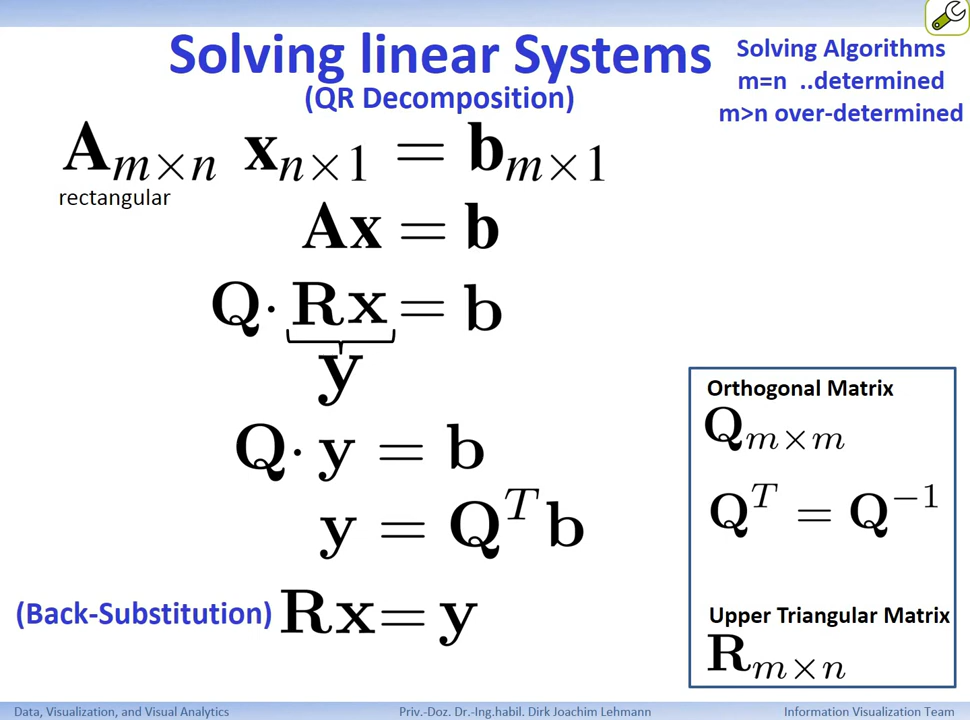 Solving linear Systems
(QR Decomposition)
Solving Algorithms
m=n ..determined
m>n over-determined
A_{m×n} x_{n×1} = b_{m×1}
rectangular
Ax = b
Q· Rx = b
y
Q· y = b
y = Q^T b
(Back-Substitution) Rx= y
Orthogonal Matrix
Q_{m×m}
Q^T = Q^{-1}
Upper Triangular Matrix
R_{m×n}
Data, Visualization, and Visual Analytics
Priv.-Doz. Dr.-Ing.habil. Dirk Joachim Lehmann
Information Visualization Team